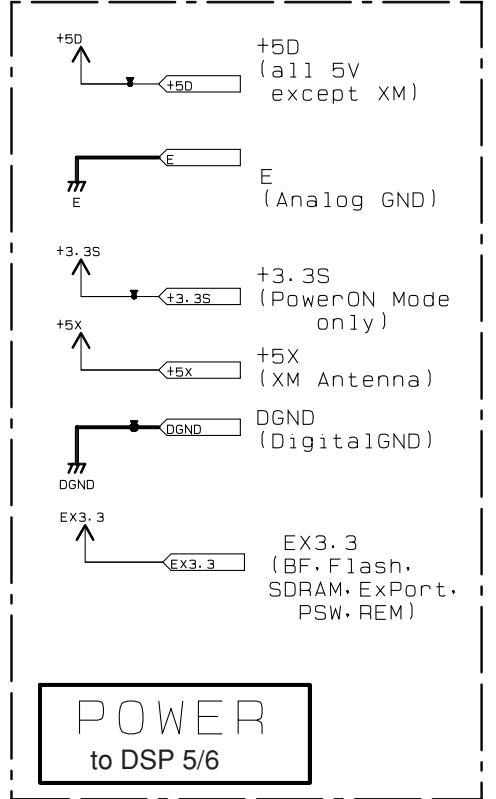 +5D
+5D
+5D
(all 5V
except XM)
E
E
E
(Analog GND)
+3.3S
+3.3S
+3.3S
(PowerON Mode
only)
+5X
+5X
+5X
(XM Antenna)
DGND
DGND
DGND
(DigitalGND)
EX3.3
EX3.3
EX3.3
(BF,Flash,
SDRAM,ExPort,
PSW,REM)
POWER
to DSP 5/6